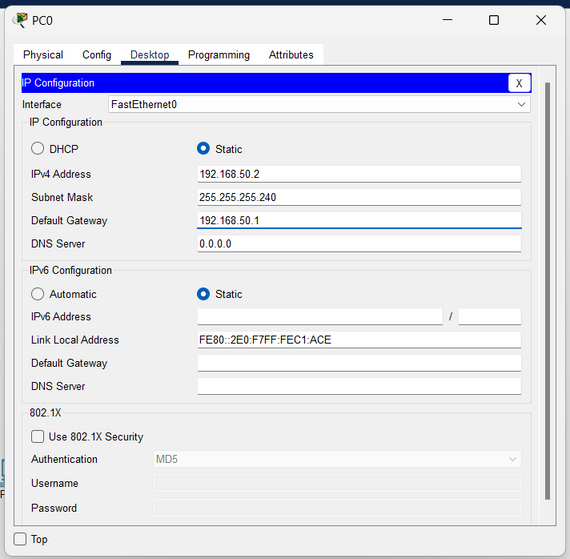 PC0
Physical Config Desktop Programming Attributes
IP Configuration X
Interface FastEthernet0
IP Configuration
DHCP Static
IPv4 Address 192.168.50.2
Subnet Mask 255.255.255.240
Default Gateway 192.168.50.1
DNS Server 0.0.0.0
IPv6 Configuration
Automatic Static
IPv6 Address /
Link Local Address FE80::2E0:F7FF:FEC1:ACE
Default Gateway
DNS Server
802.1X
Use 802.1X Security
Authentication MD5
Username
Password
Top